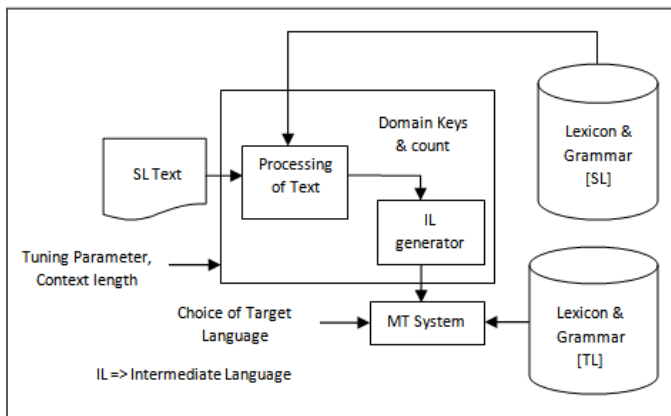 Domain Keys
& count
Lexicon &
Grammar
[SL]
SL Text
Processing
of Text
IL
generator
Tuning Parameter,
Context length
Choice of Target
Language
MT System
Lexicon &
Grammar
[TL]
IL => Intermediate Language